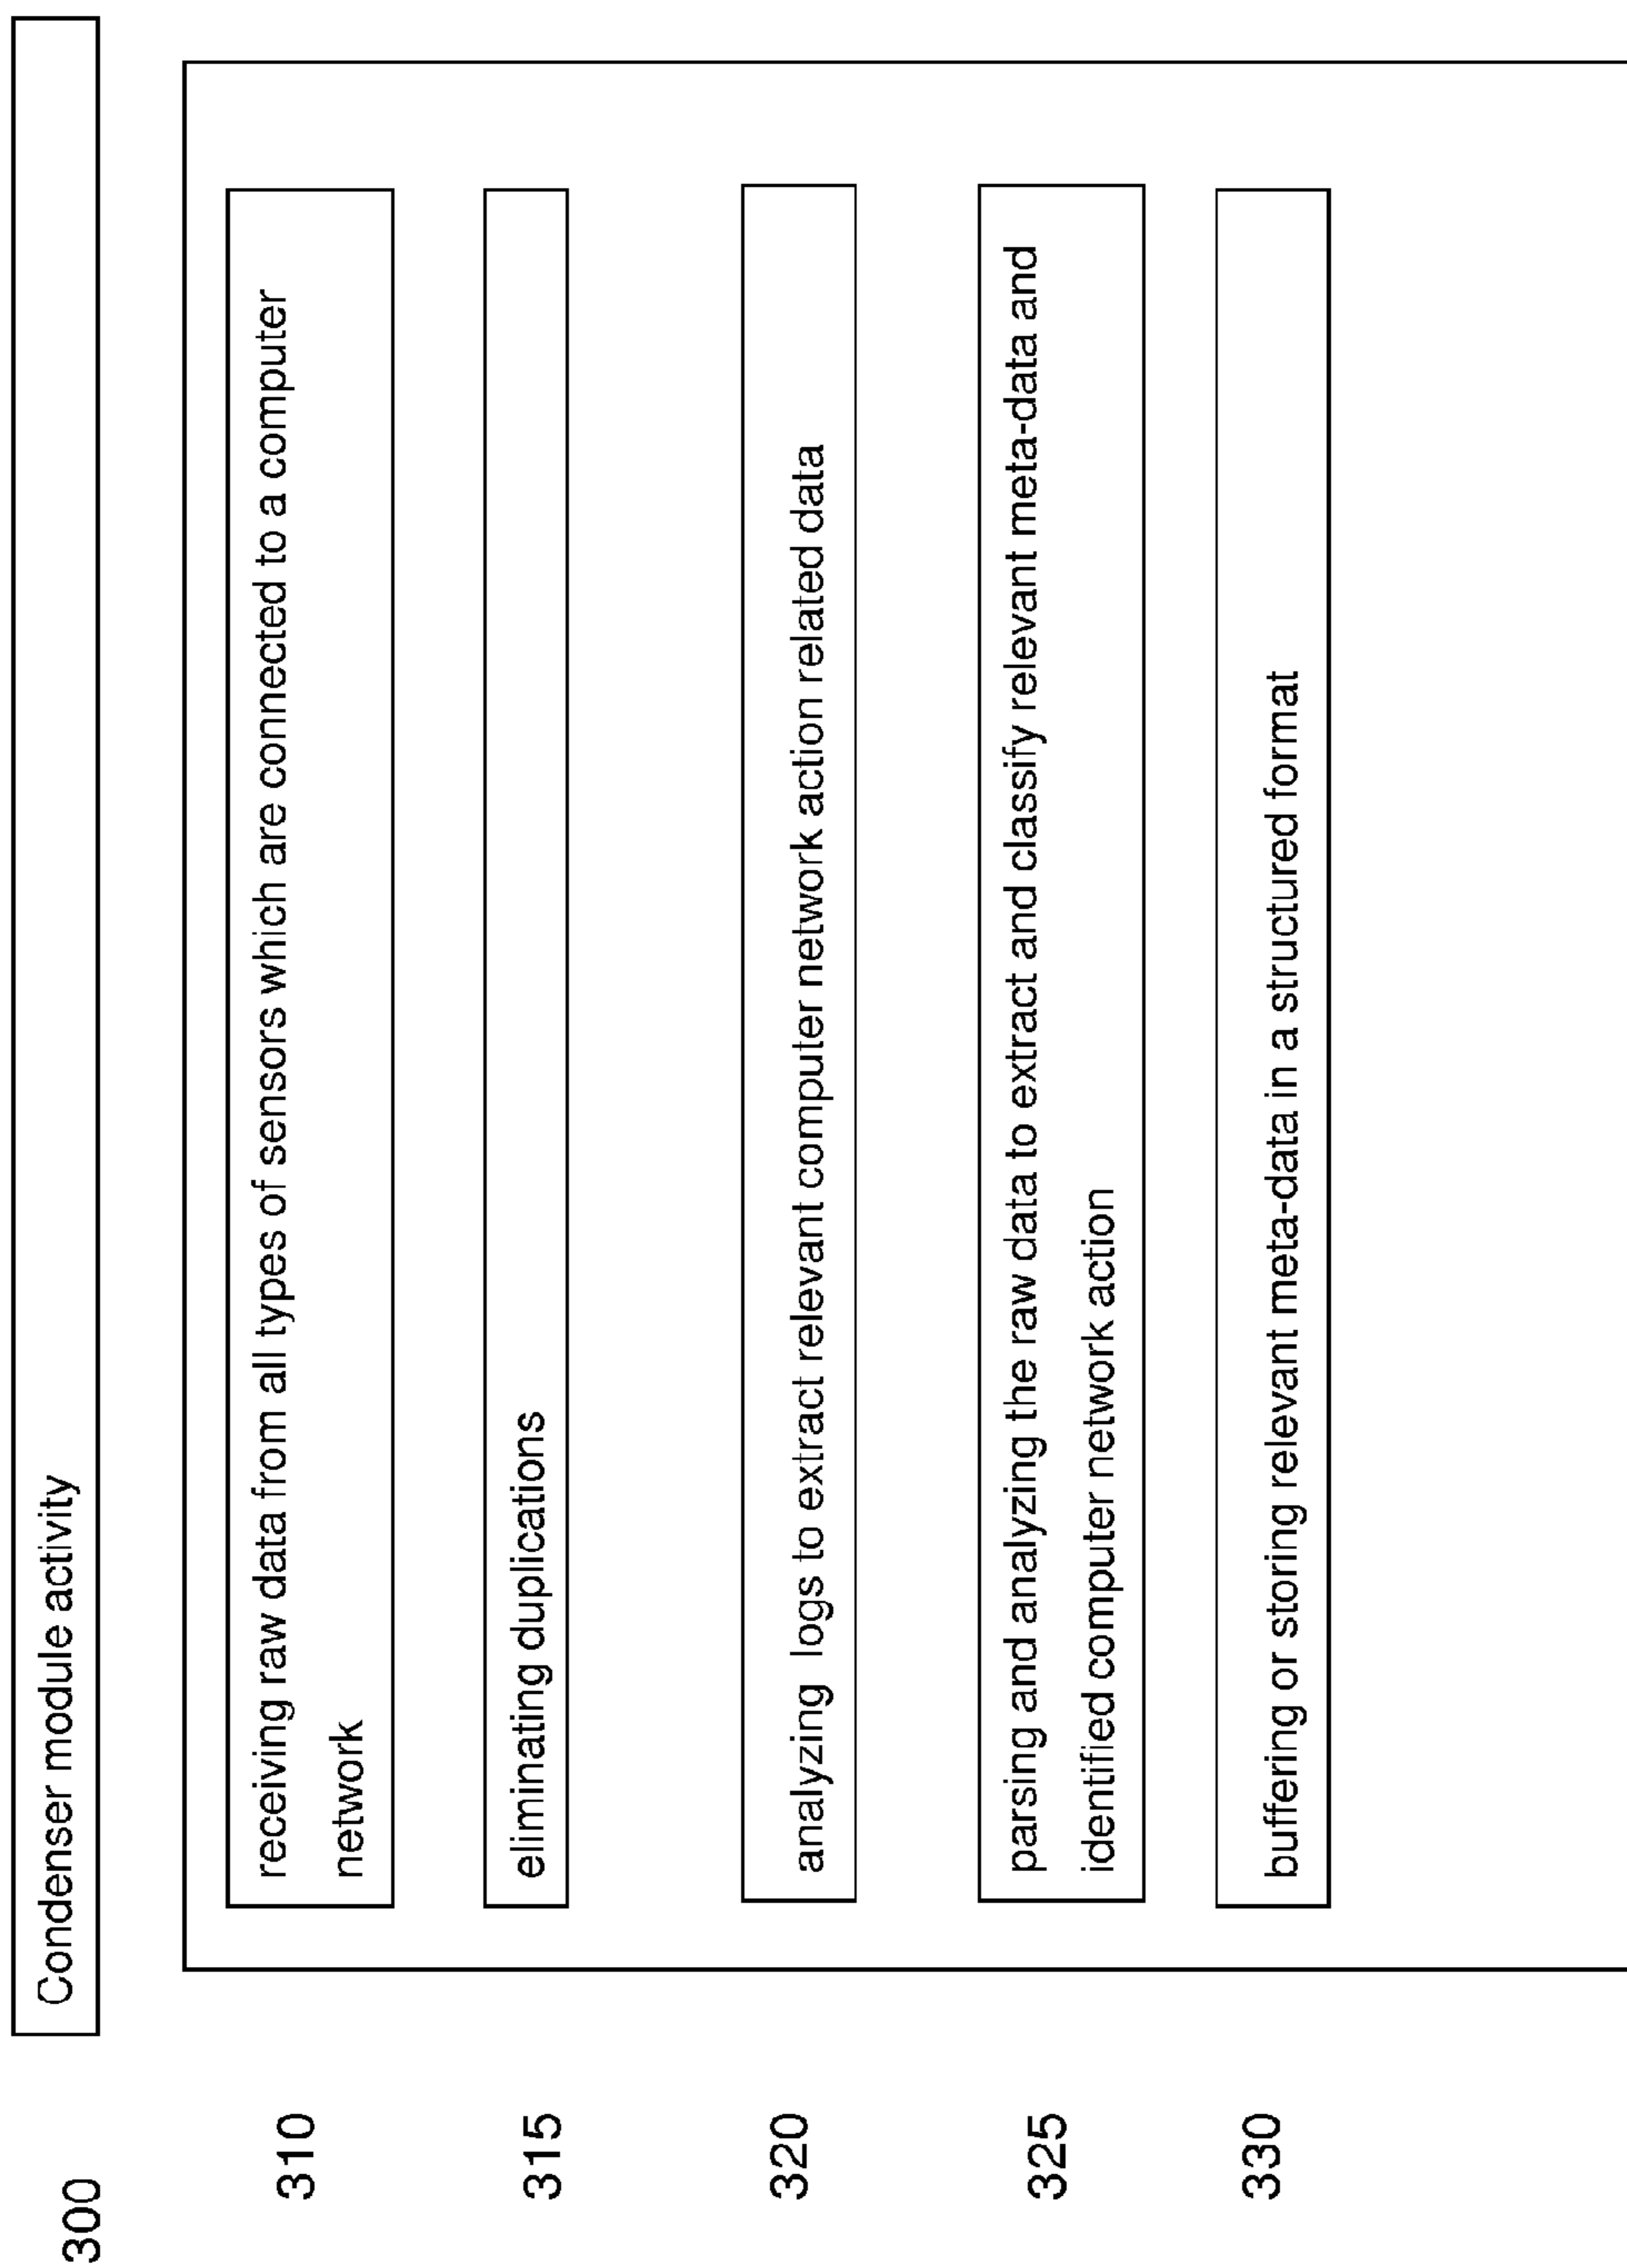 Condenser module activity
300
receiving raw data from all types of sensors which are connected to a computer
network
310
eliminating duplications
315
analyzing logs to extract relevant computer network action related data
320
parsing and analyzing the raw data to extract and classify relevant meta-data and
identified computer network action
325
buffering or storing relevant meta-data in a structured format
330